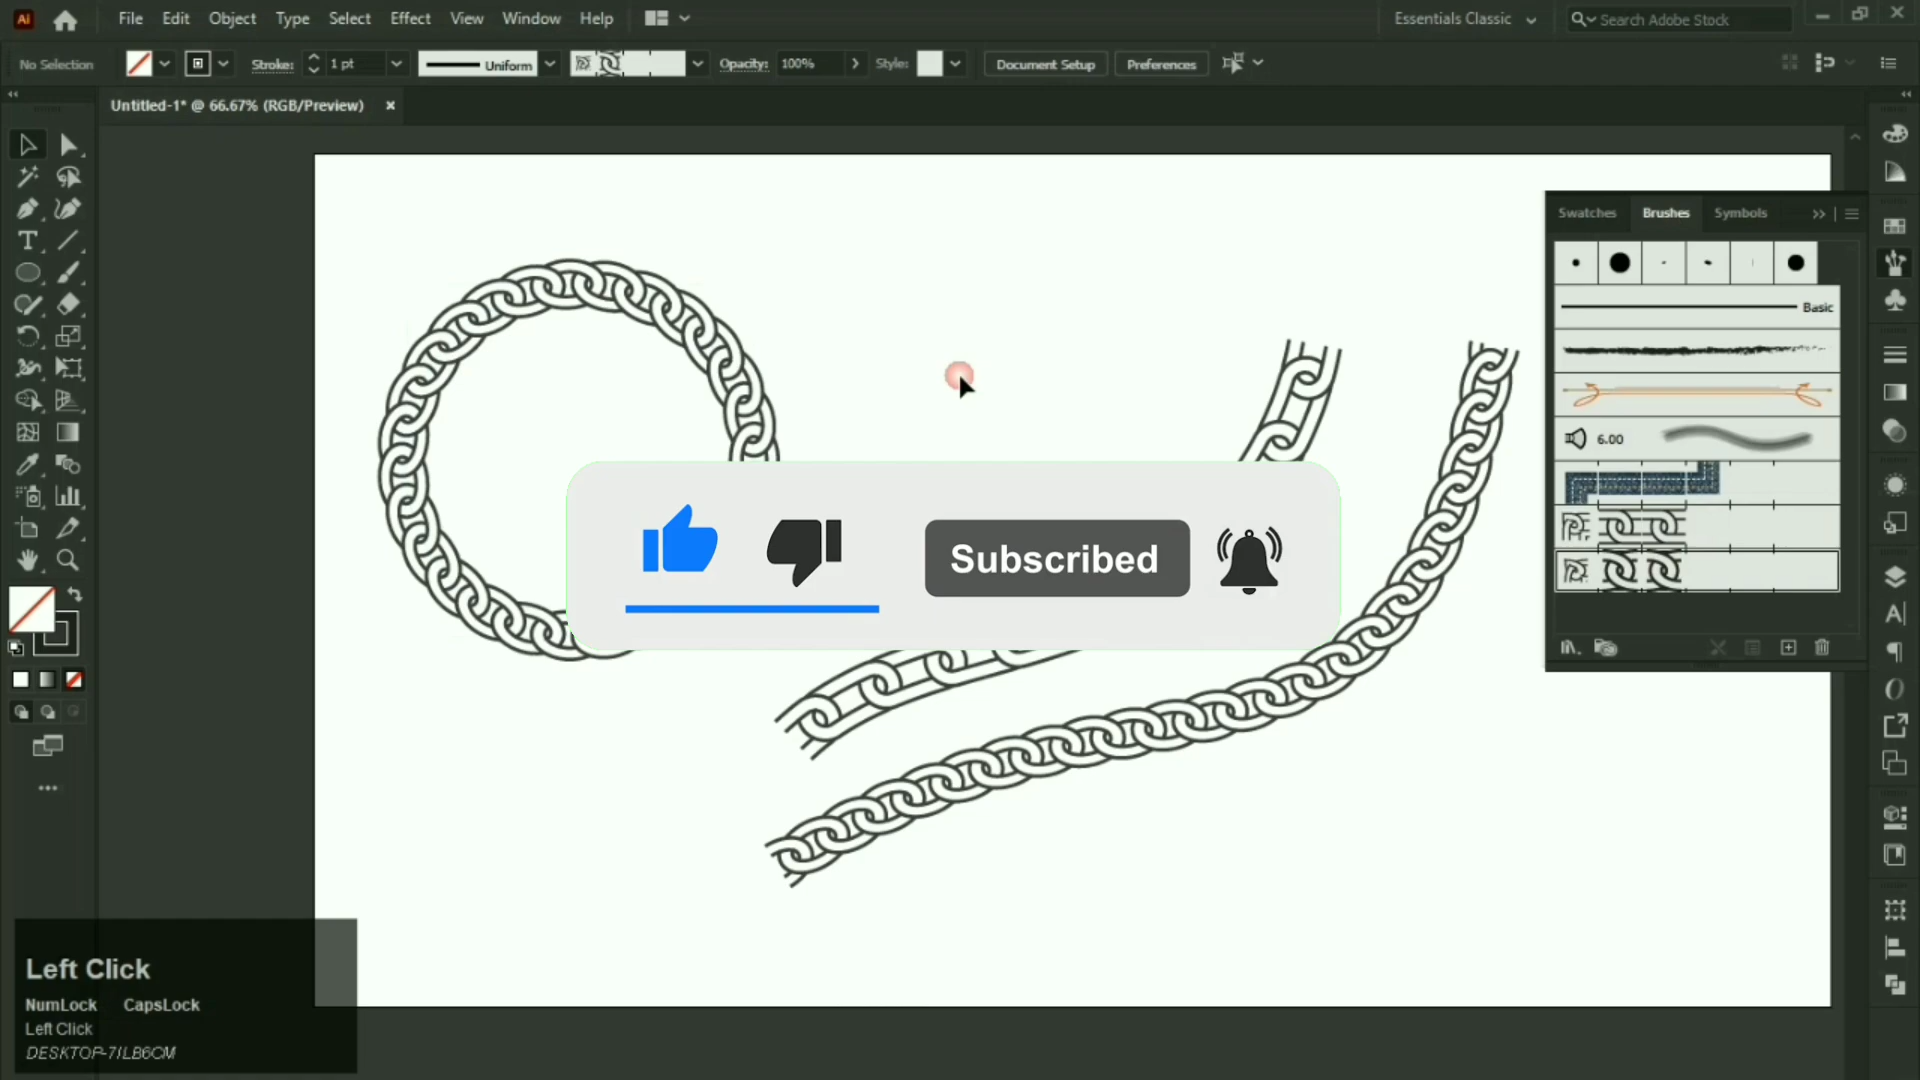 Ai File Edit Object Type Select Effect View Window Help Essentials Classic Search Adobe Stock
No Selection Stroke: 1 pt Uniform Opacity: 100% Style: Document Setup Preferences
Untitled-1* @ 66.67% (RGB/Preview) ×
Swatches Brushes Symbols
Basic
6.00
Subscribed
Left Click
NumLock CapsLock
Left Click
DESKTOP-7ILB6CM